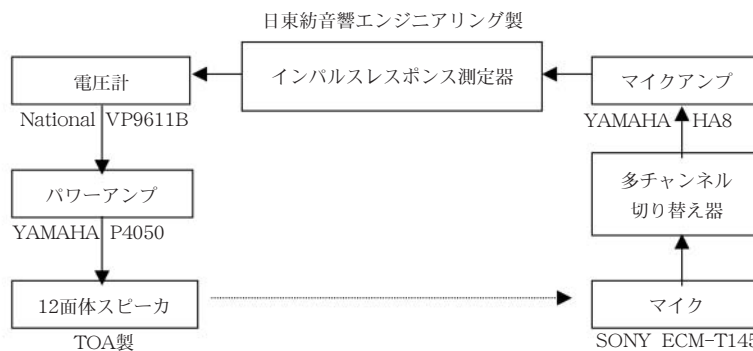 日東紡音響エンジニアリング製
電圧計
インパルスレスポンス測定器
マイクアンプ
National VP9611B
YAMAHA HA8
パワーアンプ
多チャンネル
切り替え器
YAMAHA P4050
12面体スピーカ
マイク
TOA製
SONY ECM-T145